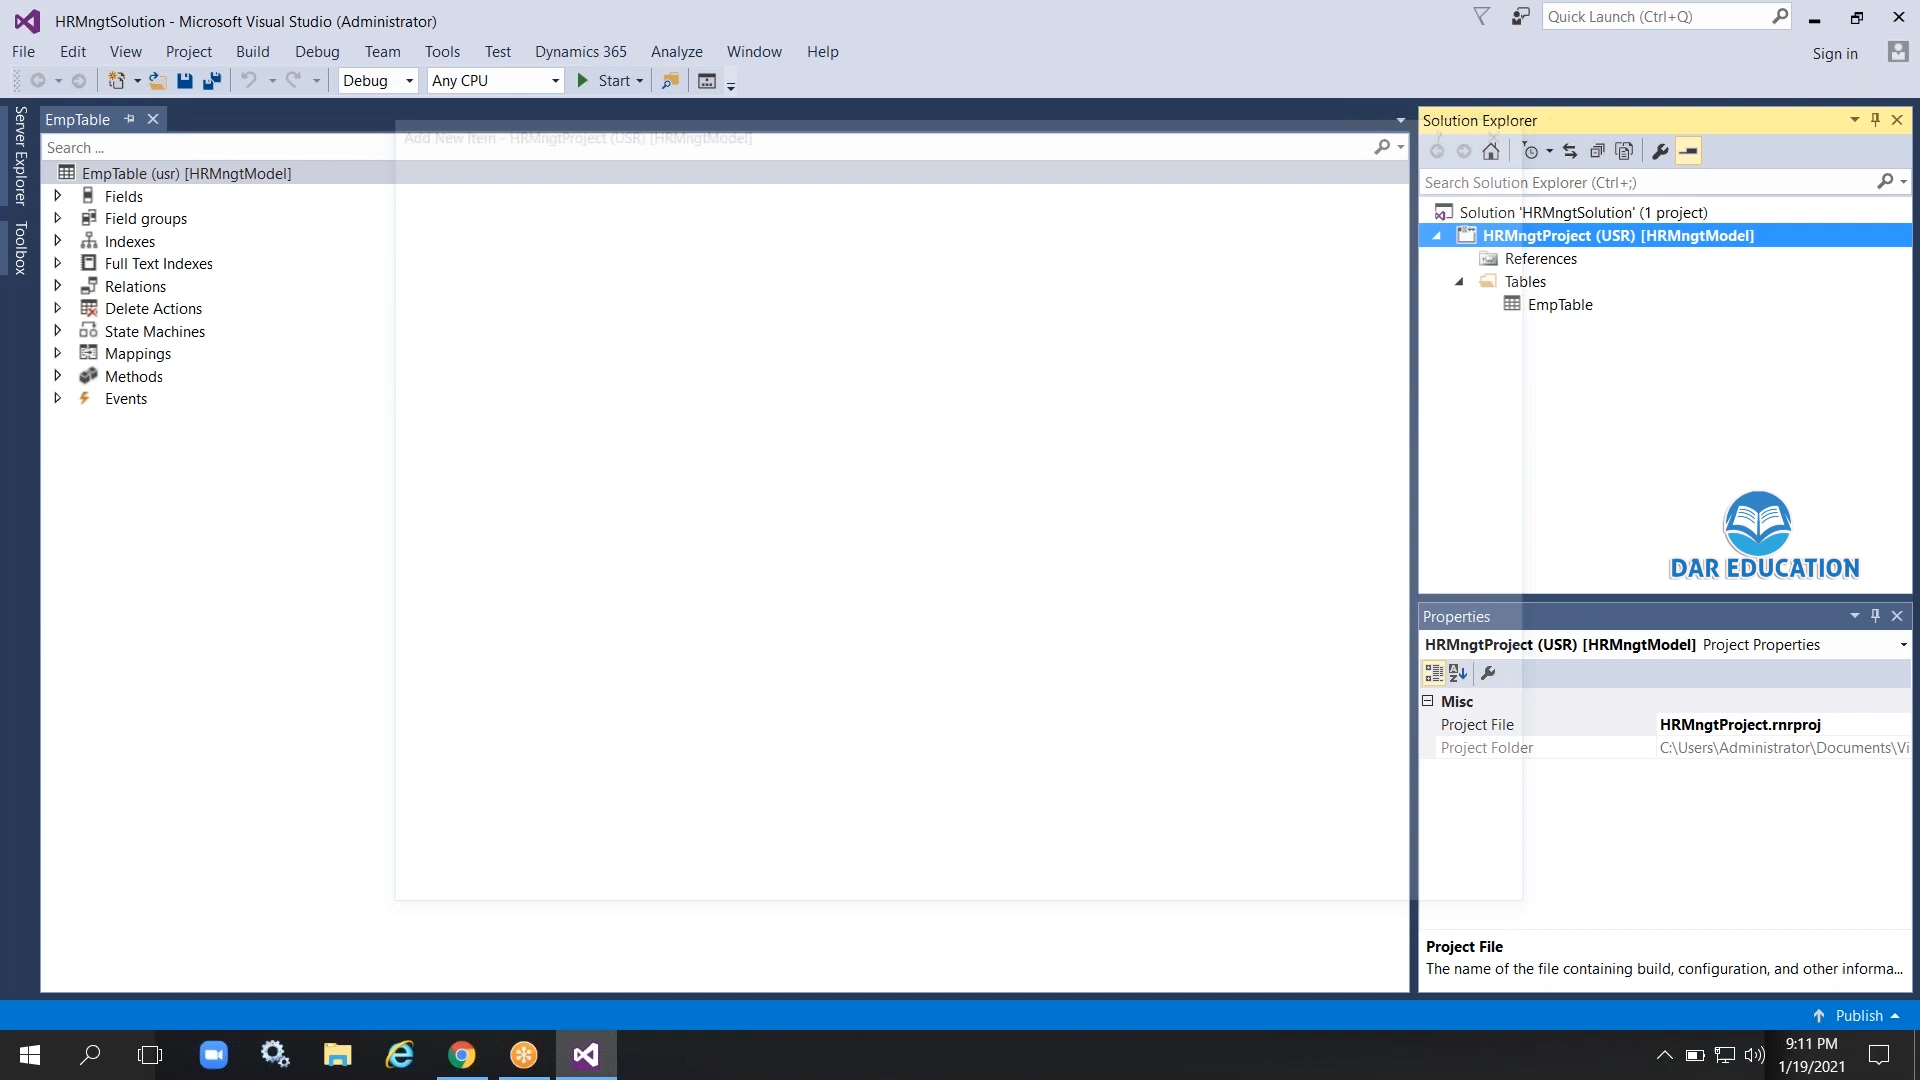 HRMngtSolution - Microsoft Visual Studio (Administrator)
Quick Launch (Ctrl+Q)
File Edit View Project Build Debug Team Tools Test Dynamics 365 Analyze Window Help
Sign in
Debug Any CPU Start
Server Explorer
Toolbox
EmpTable
Add New Item - HRMngtProject (USR) [HRMngtModel]
Search ...
EmpTable (usr) [HRMngtModel]
Fields
Field groups
Indexes
Full Text Indexes
Relations
Delete Actions
State Machines
Mappings
Methods
Events
Solution Explorer
Search Solution Explorer (Ctrl+;)
Solution 'HRMngtSolution' (1 project)
HRMngtProject (USR) [HRMngtModel]
References
Tables
EmpTable
DAR EDUCATION
Properties
HRMngtProject (USR) [HRMngtModel] Project Properties
Misc
Project File HRMngtProject.rnrproj
Project Folder C:\Users\Administrator\Documents\Vi
Project File
The name of the file containing build, configuration, and other informa...
Publish
9:11 PM
1/19/2021